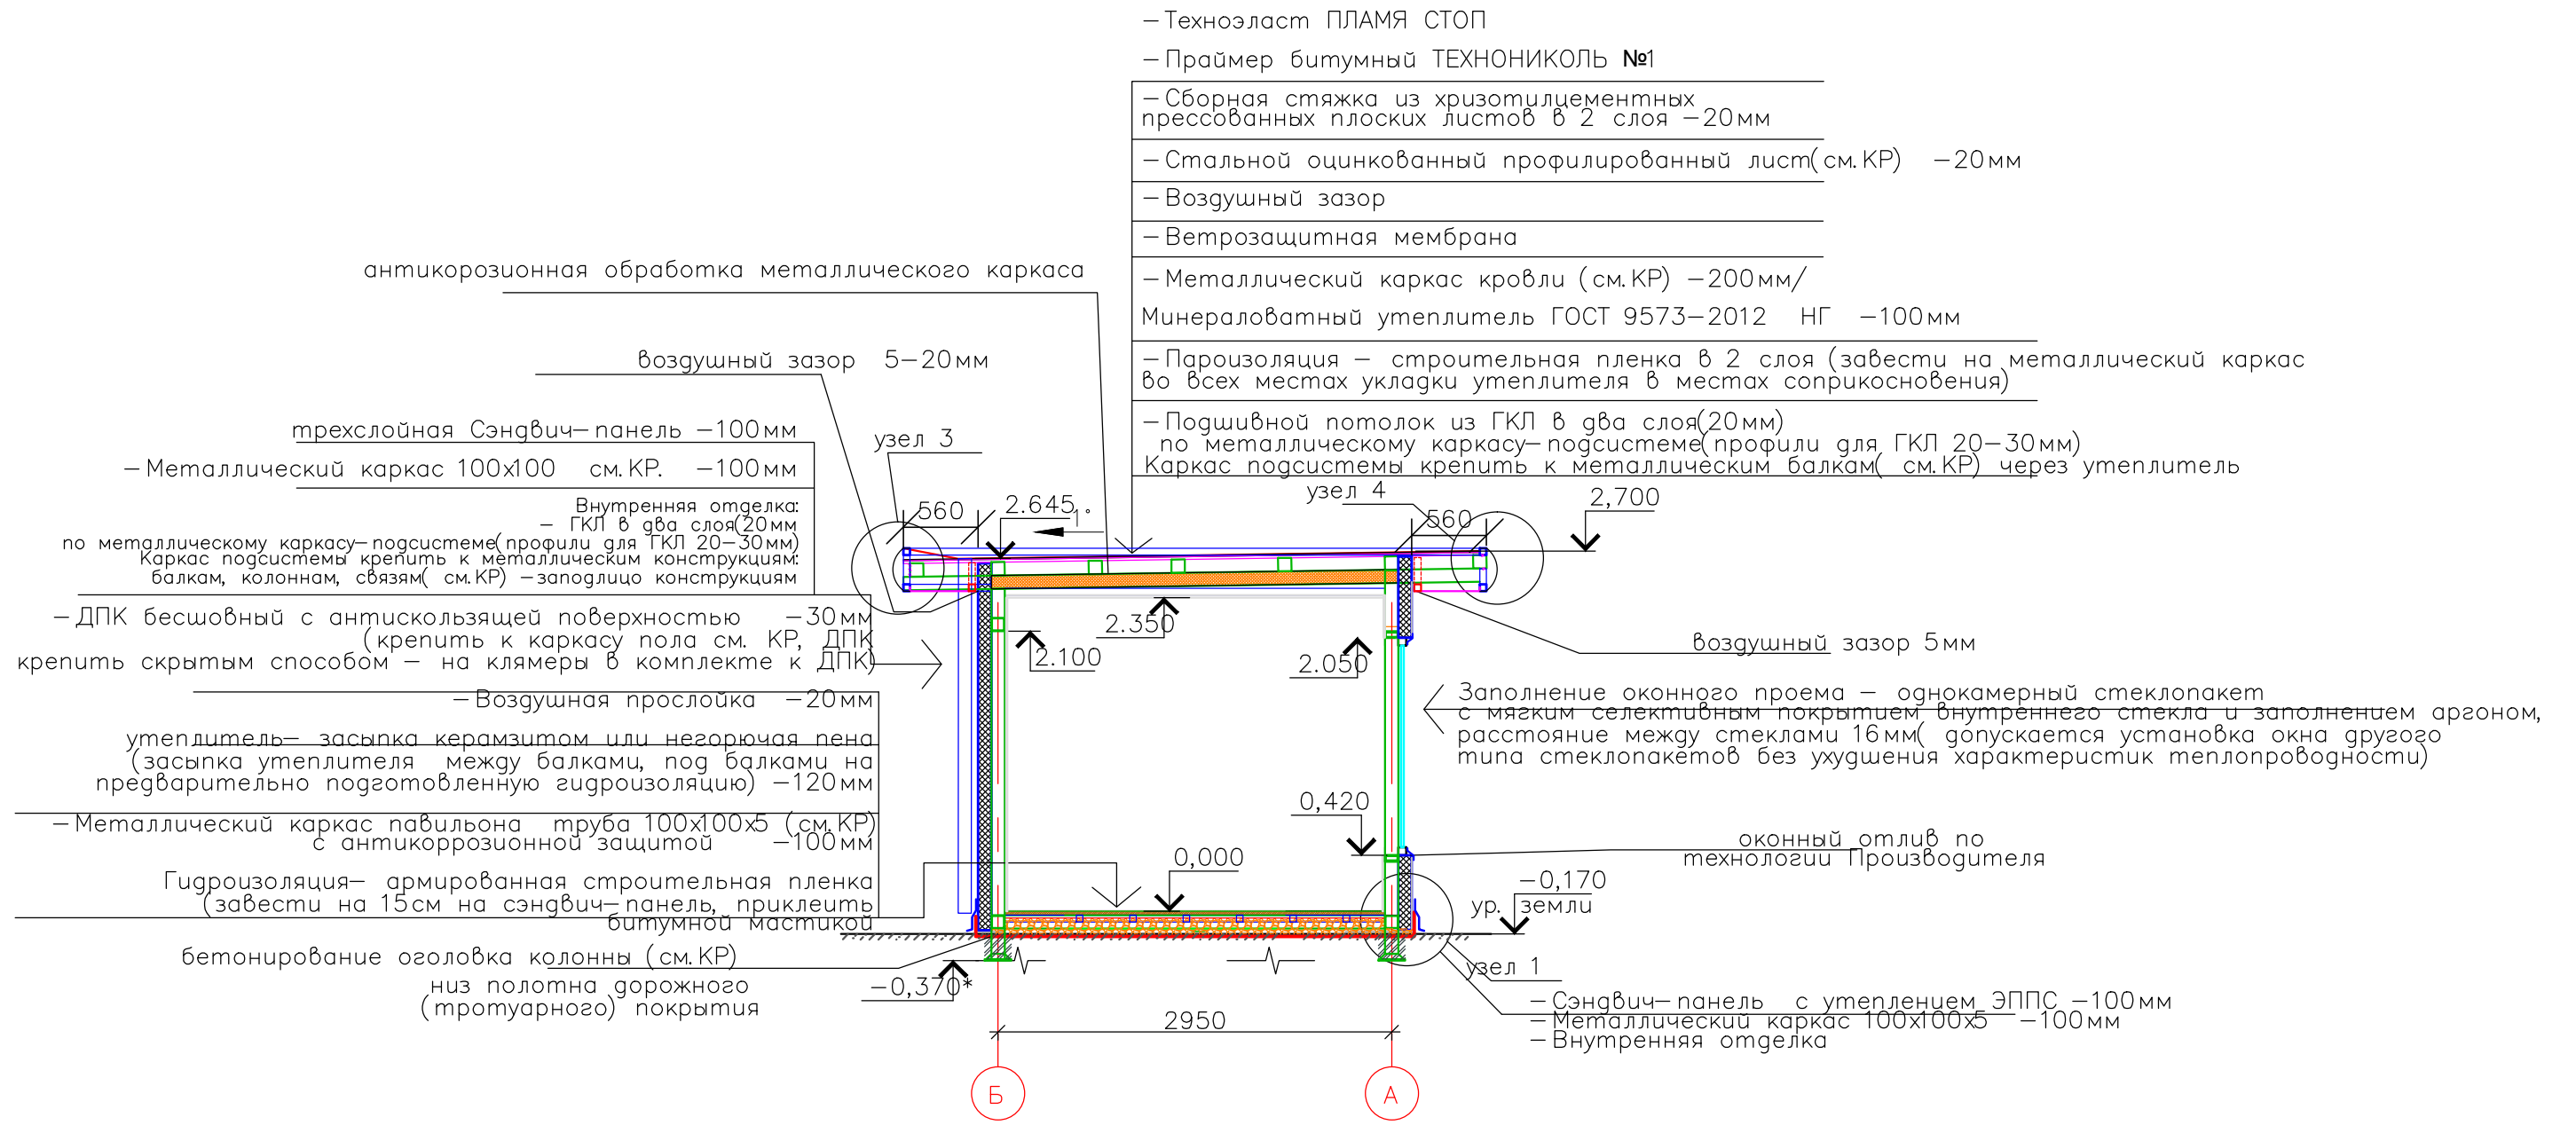 —Техноэласт ПЛАМЯ СТОП
—Праймер битумный ТЕХНОНИКОЛЬ №1
—Сборная стяжка из хризотилцементных
прессованных плоских листов в 2 слоя —20мм
—Стальной оцинкованный профилированный лист(см.КР) —20мм
—Воздушный зазор
—Ветрозащитная мембрана
—Металлический каркас кровли (см.КР) —200мм/
Минераловатный утеплитель ГОСТ 9573—2012 НГ —100мм
—Пароизоляция — строительная пленка в 2 слоя (завести на металлический каркас
во всех местах укладки утеплителя в местах соприкосновения)
—Подшивной потолок из ГКЛ в два слоя(20мм)
по металлическому каркасу—подсистеме(профили для ГКЛ 20—30мм)
Каркас подсистемы крепить к металлическим балкам( см.КР) через утеплитель
антикорозионная обработка металлического каркаса
воздушный зазор 5—20мм
трехслойная Сэндвич—панель —100мм
—Металлический каркас 100х100 см.КР. —100мм
Внутренняя отделка:
— ГКЛ в два слоя(20мм
по металлическому каркасу—подсистеме(профили для ГКЛ 20—30мм)
Каркас подсистемы крепить к металлическим конструкциям:
балкам, колоннам, связям( см.КР) —заподлицо конструкциям
—ДПК бесшовный с антискользящей поверхностью —30мм
(крепить к каркасу пола см. КР, ДПК
крепить скрытым способом — на клямеры в комплекте к ДПК)
—Воздушная прослойка —20мм
утеплитель— засыпка керамзитом или негорючая пена
(засыпка утеплителя между балками, под балками на
предварительно подготовленную гидроизоляцию) —120мм
—Металлический каркас павильона труба 100х100х5 (см.КР)
с антикоррозионной защитой —100мм
Гидроизоляция— армированная строительная пленка
(завести на 15см на сэндвич—панель, приклеить
битумной мастикой
бетонирование оголовка колонны (см.КР)
низ полотна дорожного
(тротуарного) покрытия
узел 3
560
2.645
1°
узел 4
560
2,700
2.350
2.100
2.050
воздушный зазор 5мм
Заполнение оконного проема — однокамерный стеклопакет
с мягким селективным покрытием внутреннего стекла и заполнением аргоном,
расстояние между стеклами 16мм( допускается установка окна другого
типа стеклопакетов без ухудшения характеристик теплопроводности)
0,420
оконный отлив по
технологии Производителя
0,000
—0,170
ур. земли
—0,370*
узел 1
—Сэндвич—панель с утеплением ЭППС —100мм
—Металлический каркас 100х100х5 —100мм
—Внутренняя отделка
2950
Б
А